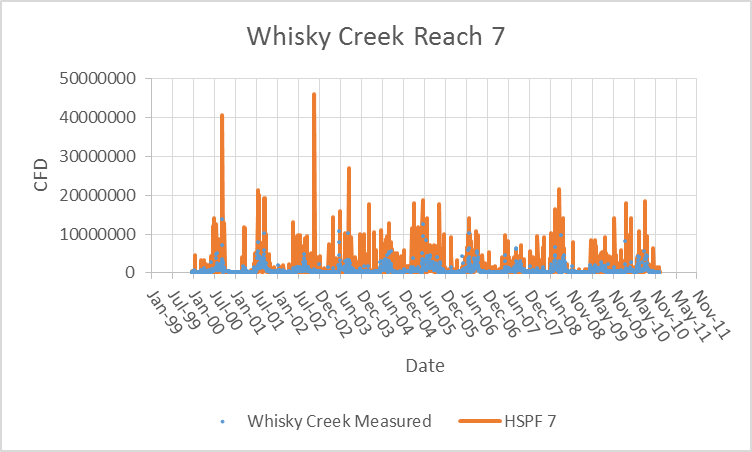 Whisky Creek Reach 7
50000000
40000000
30000000
20000000
10000000
0
CFD
Jan-99
Jul-99
Jan-00
Jul-00
Jan-01
Jul-01
Jan-02
Jul-02
Dec-02
Jun-03
Dec-03
Jun-04
Dec-04
Jun-05
Dec-05
Jun-06
Dec-06
Jun-07
Dec-07
Jun-08
Nov-08
May-09
Nov-09
May-10
Nov-10
May-11
Nov-11
Date
Whisky Creek Measured
HSPF 7